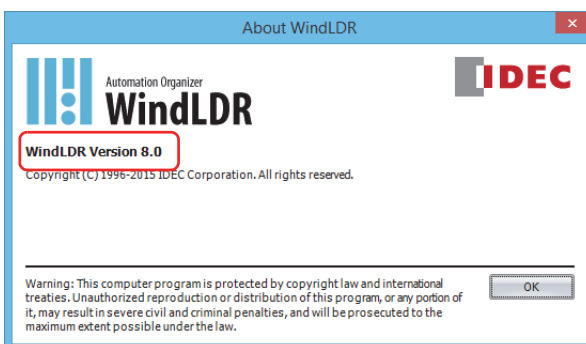 About WindLDR
Automation Organizer
WindLDR
IDEC
WindLDR Version 8.0
Copyright (C) 1996-2015 IDEC Corporation. All rights reserved.
Warning: This computer program is protected by copyright law and international
treaties. Unauthorized reproduction or distribution of this program, or any portion of
it, may result in severe civil and criminal penalties, and will be prosecuted to the
maximum extent possible under the law.
OK